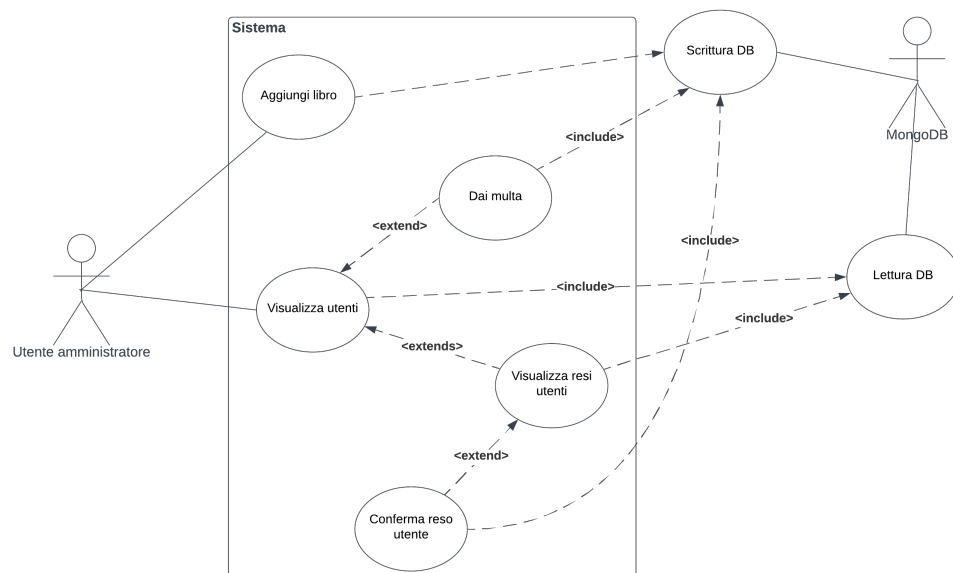 Sistema
Scrittura DB
Aggiungi libro
MongoDB
<include>
Dai multa
<extend>
<include>
Lettura DB
<include>
Visualizza utenti
<include>
Utente amministratore
<extends>
Visualizza resi
utenti
<extend>
Conferma reso
utente